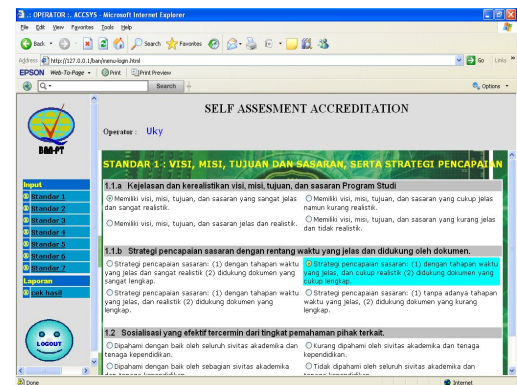 .: OPERATOR :. ACCSYS - Microsoft Internet Explorer
File Edit View Favorites Tools Help
Back Search Favorites
Address http://127.0.0.1/ban/menu-login.html Go Links »
EPSON Web-To-Page Print Print Preview
Q Search Options
SELF ASSESMENT ACCREDITATION
Operator : Uky
BAN-PT
STANDAR 1 : VISI, MISI, TUJUAN DAN SASARAN, SERTA STRATEGI PENCAPAIAN
Input
Standar 1
Standar 2
Standar 3
Standar 4
Standar 5
Standar 6
Standar 7
Laporan
cek hasil
LOGOUT
1.1.a Kejelasan dan kerealistikan visi, misi, tujuan, dan sasaran Program Studi
Memiliki visi, misi, tujuan, dan sasaran yang sangat jelas
dan sangat realistik.
Memiliki visi, misi, tujuan, dan sasaran yang cukup jelas
namun kurang realistik.
Memiliki visi, misi, tujuan, dan sasaran jelas dan realistik.
Memiliki visi, misi, tujuan, dan sasaran yang kurang jelas
dan tidak realistik.
1.1.b Strategi pencapaian sasaran dengan rentang waktu yang jelas dan didukung oleh dokumen.
Strategi pencapaian sasaran: (1) dengan tahapan waktu
yang jelas dan sangat realistik (2) didukung dokumen yang
sangat lengkap.
Strategi pencapaian sasaran: (1) dengan tahapan waktu
yang jelas, dan cukup realistik (2) didukung dokumen yang
cukup lengkap.
Strategi pencapaian sasaran: (1) dengan tahapan waktu
yang jelas, dan realistik (2) didukung dokumen yang
lengkap.
Strategi pencapaian sasaran: (1) tanpa adanya tahapan
waktu yang jelas, (2) didukung dokumen yang kurang
lengkap.
1.2 Sosialisasi yang efektif tercermin dari tingkat pemahaman pihak terkait.
Dipahami dengan baik oleh seluruh sivitas akademika dan
tenaga kependidikan.
Kurang dipahami oleh sivitas akademika dan tenaga
kependidikan.
Dipahami dengan baik oleh sebagian sivitas akademika
dan tenaga kependidikan
Tidak dipahami oleh seluruh sivitas akademika dan
tenaga kependidikan
Done Internet